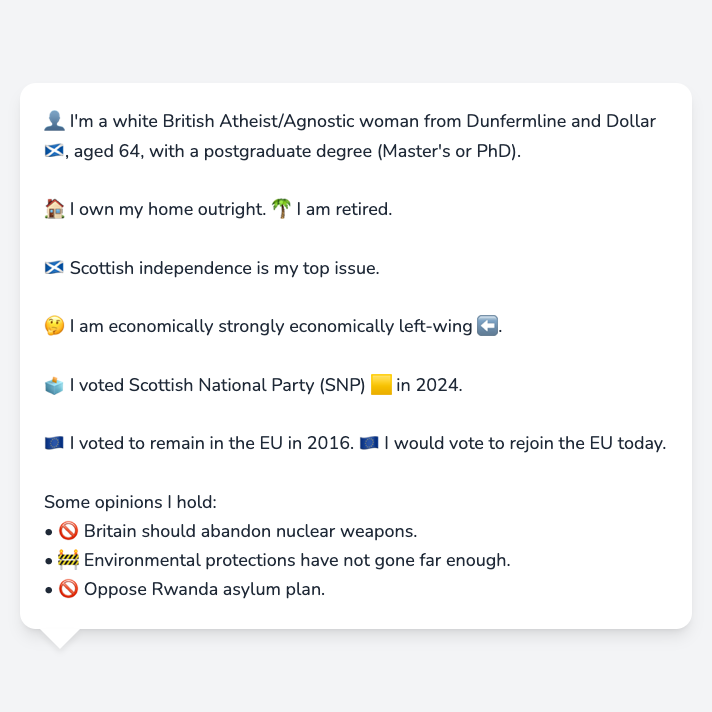 👤 I'm a white British Atheist/Agnostic woman from Dunfermline and Dollar
🏴󠁧󠁢󠁳󠁣󠁴󠁿, aged 64, with a postgraduate degree (Master's or PhD).
🏠 I own my home outright. 🌴 I am retired.
🏴󠁧󠁢󠁳󠁣󠁴󠁿 Scottish independence is my top issue.
🤔 I am economically strongly economically left-wing ⬅️.
🗳️ I voted Scottish National Party (SNP) 🟨 in 2024.
🇪🇺 I voted to remain in the EU in 2016. 🇪🇺 I would vote to rejoin the EU today.
Some opinions I hold:
• 🚫 Britain should abandon nuclear weapons.
• 🚧 Environmental protections have not gone far enough.
• 🚫 Oppose Rwanda asylum plan.